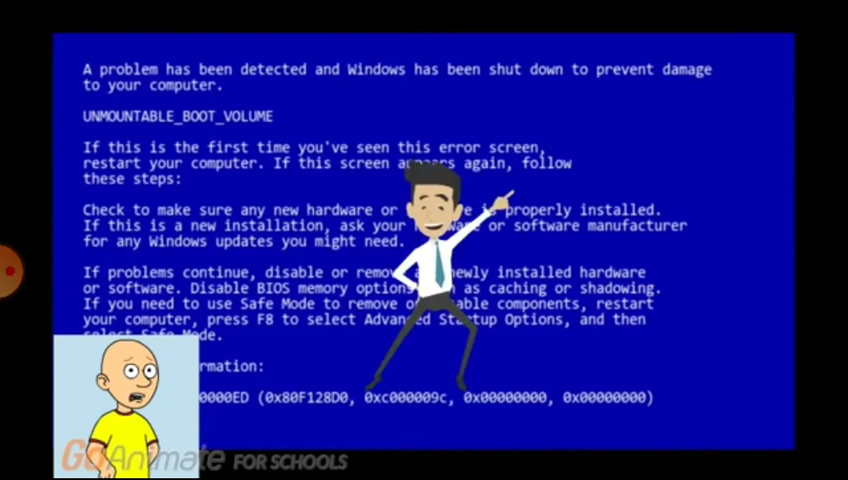 A problem has been detected and Windows has been shut down to prevent damage
to your computer.
UNMOUNTABLE_BOOT_VOLUME
If this is the first time you've seen this error screen,
restart your computer. If this screen appears again, follow
these steps:
Check to make sure any new hardware or is properly installed.
If this is a new installation, ask your or software manufacturer
for any Windows updates you might need.
If problems continue, disable or remove newly installed hardware
or software. Disable BIOS memory options as caching or shadowing.
If you need to use Safe Mode to remove or components, restart
your computer, press F8 to select Advanced Startup Options, and then
select Safe Mode.
rmation:
0000ED (0x80F128D0, 0xc000009c, 0x00000000, 0x00000000)
GoAnimate FOR SCHOOLS